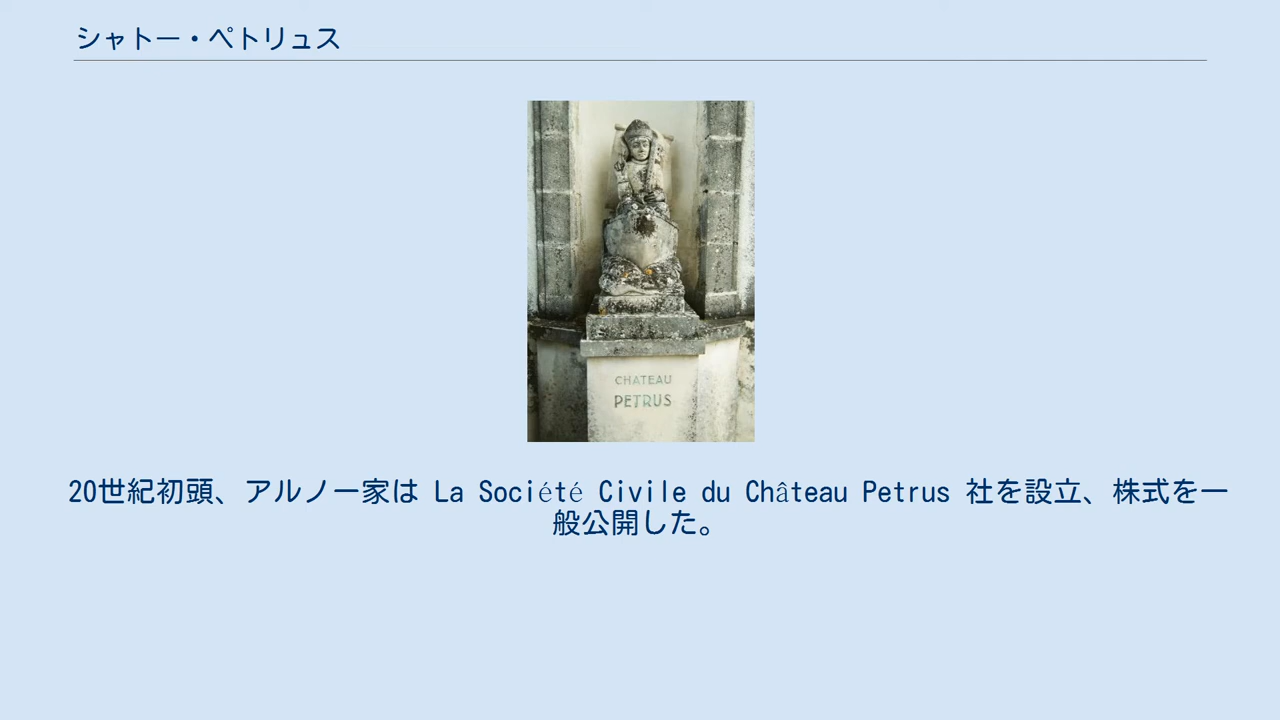 シャトー・ペトリュス
CHATEAU
PETRUS
20世紀初頭、アルノー家は La Société Civile du Château Petrus 社を設立、株式を一
般公開した。